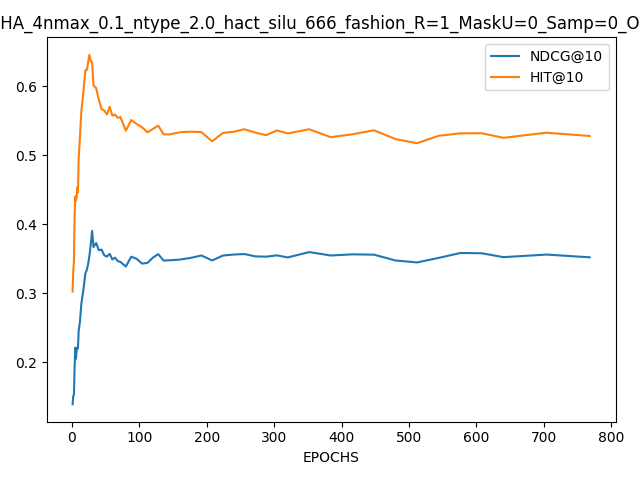 HA_4nmax_0.1_ntype_2.0_hact_silu_666_fashion_R=1_MaskU=0_Samp=0_O
NDCG@10
HIT@10
0.6
0.5
0.4
0.3
0.2
0 100 200 300 400 500 600 700 800
EPOCHS